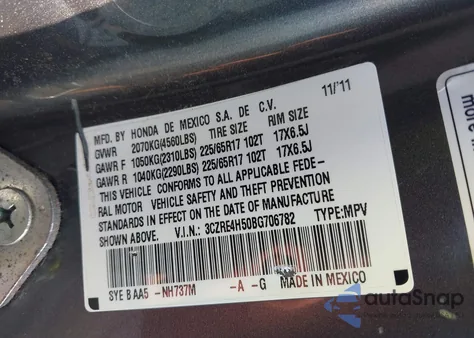 MFD. BY HONDA DE MEXICO S.A. DE C.V. 11/'11
GVWR 2070KG(4560LBS) TIRE SIZE RIM SIZE
GAWR F 1050KG(2310LBS) 225/65R17 102T 17X6.5J
GAWR R 1040KG(2290LBS) 225/65R17 102T 17X6.5J
THIS VEHICLE CONFORMS TO ALL APPLICABLE FEDE-
RAL MOTOR VEHICLE SAFETY AND THEFT PREVENTION
STANDARDS IN EFFECT ON THE DATE OF MANUFACTURE
SHOWN ABOVE. V.I.N.: 3CZRE4H50BG706782 TYPE:MPV
SYE B AA5 -NH737M -A -G MADE IN MEXICO
autoSnap